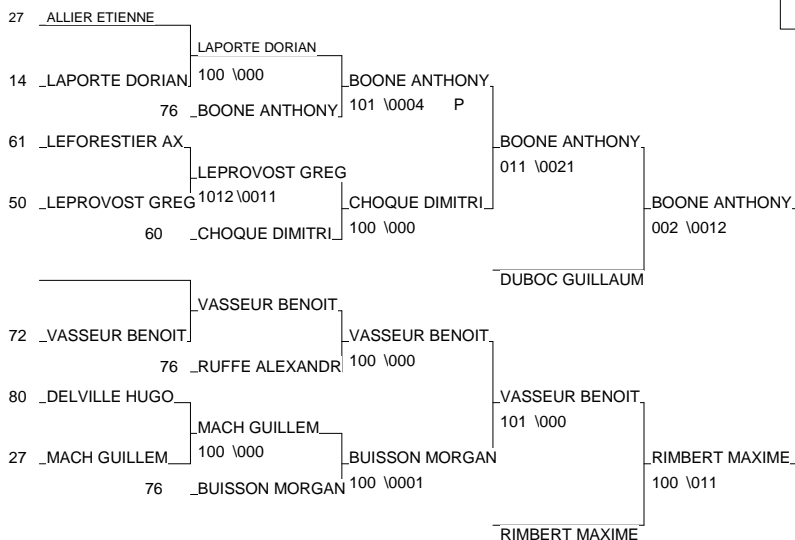 27 ALLIER ETIENNE
LAPORTE DORIAN
14 LAPORTE DORIAN 100 \000 BOONE ANTHONY
76 BOONE ANTHONY 101 \0004 P
61 LEFORESTIER AX BOONE ANTHONY
LEPROVOST GREG 011 \0021
50 LEPROVOST GREG 1012 \0011 CHOQUE DIMITRI BOONE ANTHONY
60 CHOQUE DIMITRI 100 \000 002 \0012
DUBOC GUILLAUM
VASSEUR BENOIT
72 VASSEUR BENOIT VASSEUR BENOIT
76 RUFFE ALEXANDR 100 \000
80 DELVILLE HUGO VASSEUR BENOIT
MACH GUILLEM 101 \000
27 MACH GUILLEM 100 \000 BUISSON MORGAN RIMBERT MAXIME
76 BUISSON MORGAN 100 \0001 100 \011
RIMBERT MAXIME